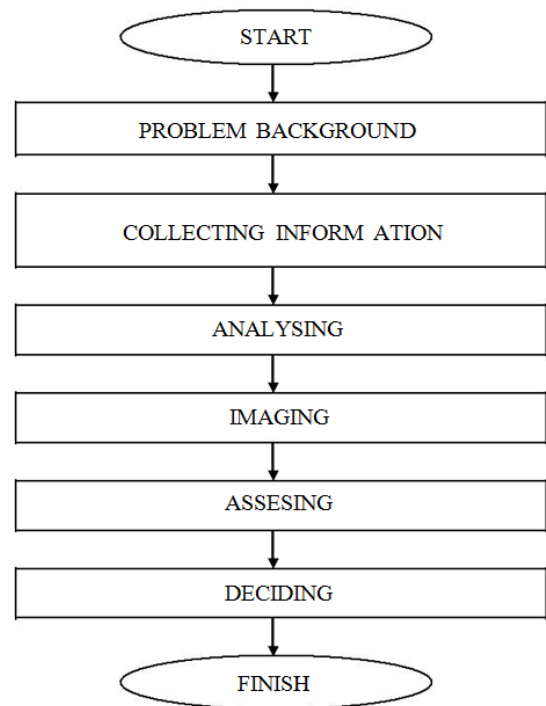 START
PROBLEM BACKGROUND
COLLECTING INFORM ATION
ANALYSING
IMAGING
ASSESING
DECIDING
FINISH